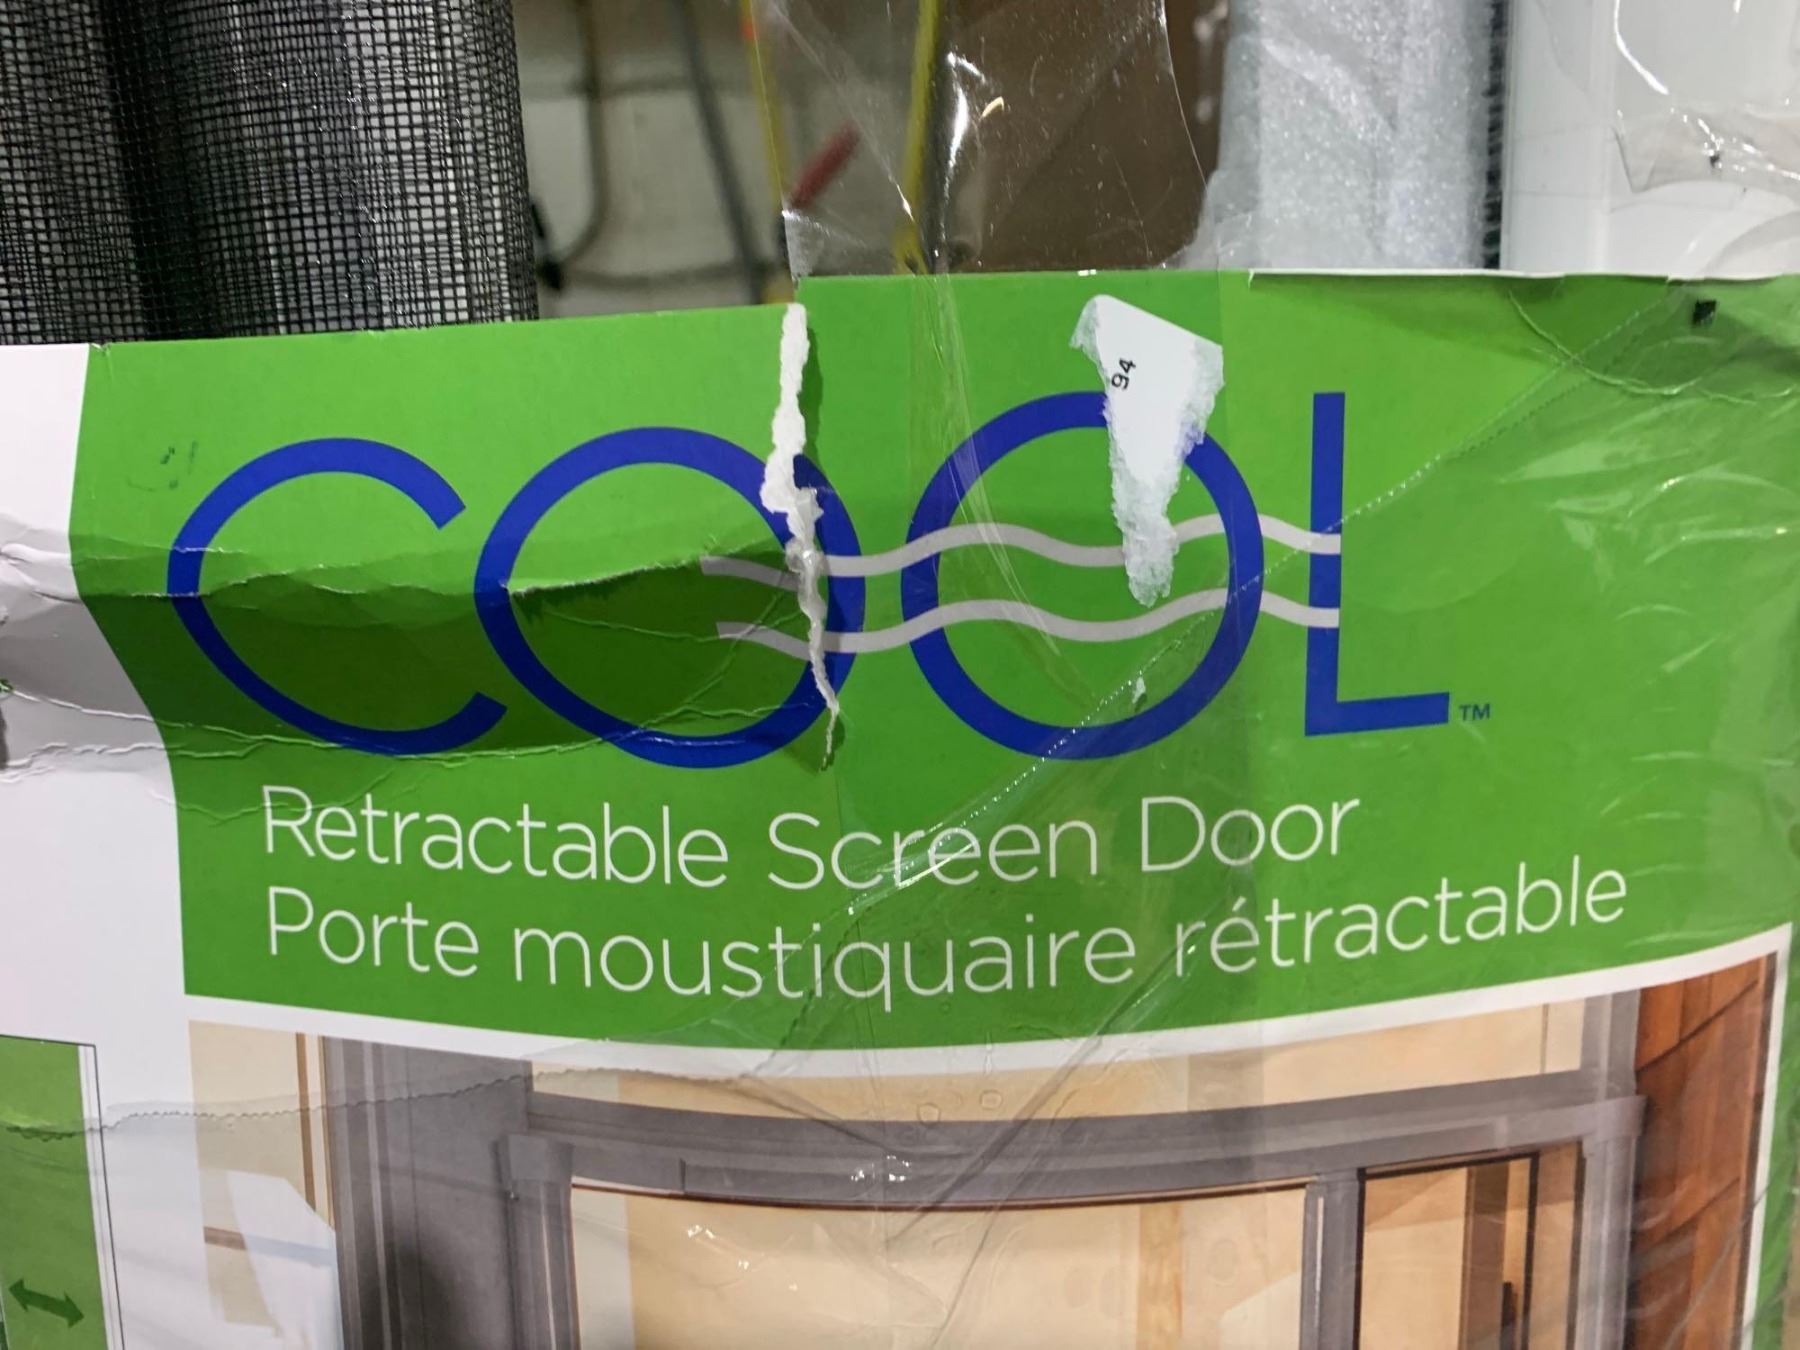 94
COOL™
Retractable Screen Door
Porte moustiquaire rétractable